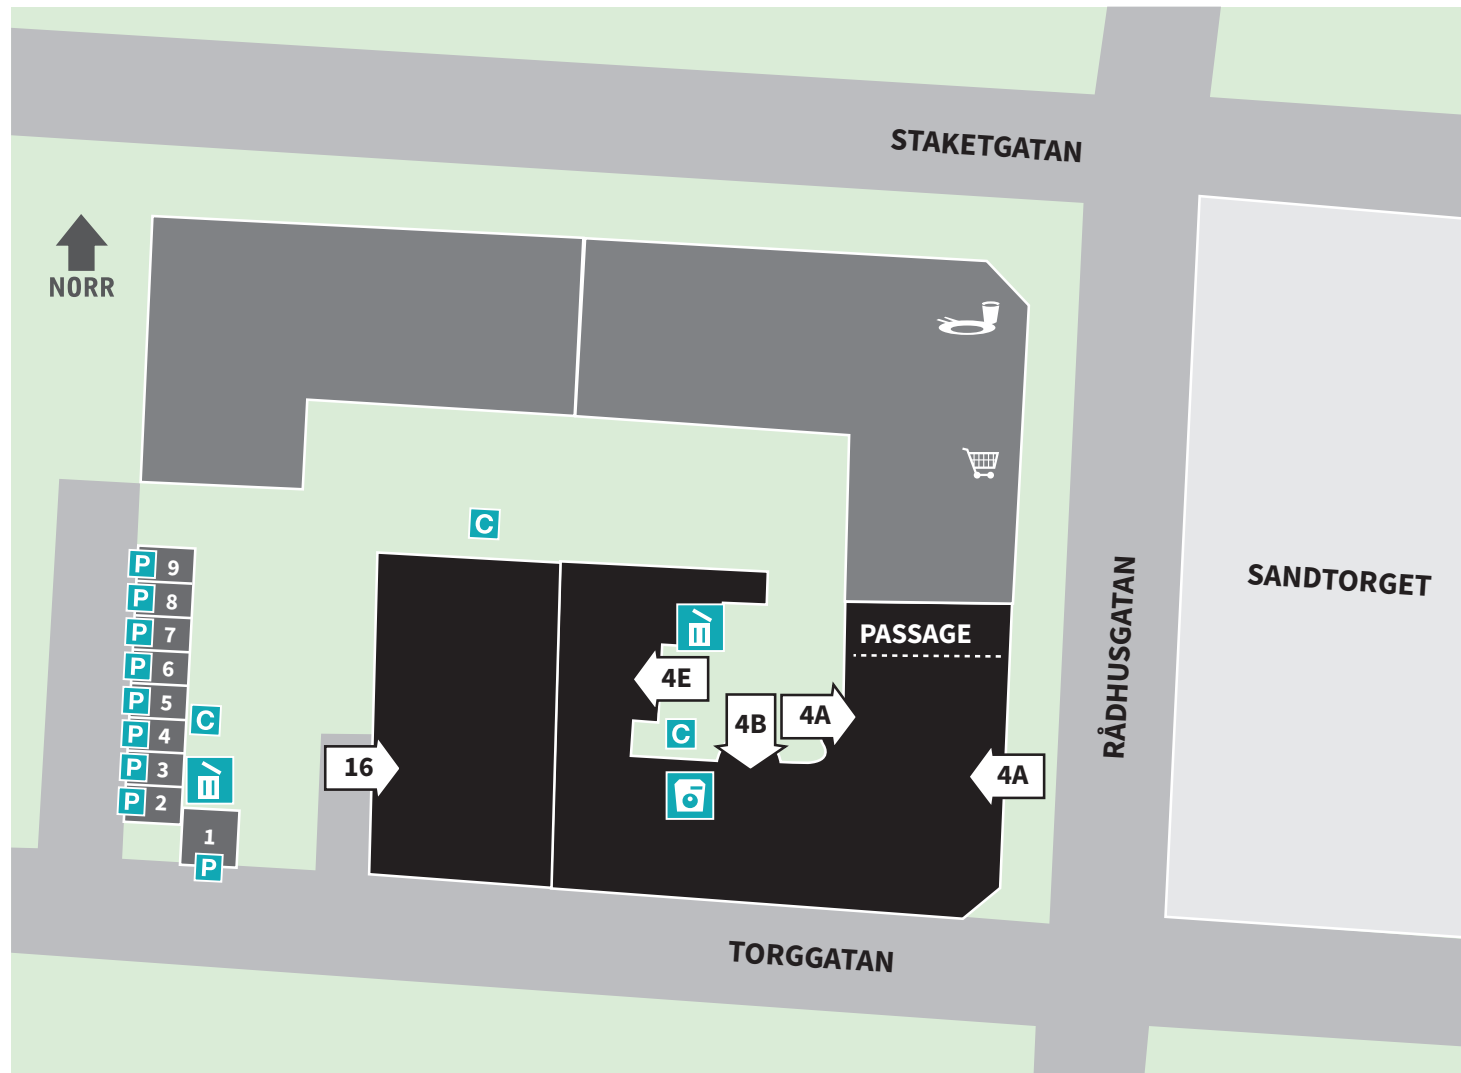 STAKETGATAN
NORR
C
P 9
P 8
P 7
P 6
P 5
P 4
P 3
P 2
1
P
C
SANDTORGET
RÅDHUSGATAN
PASSAGE
4E
4A
4B
C
16
4A
TORGGATAN